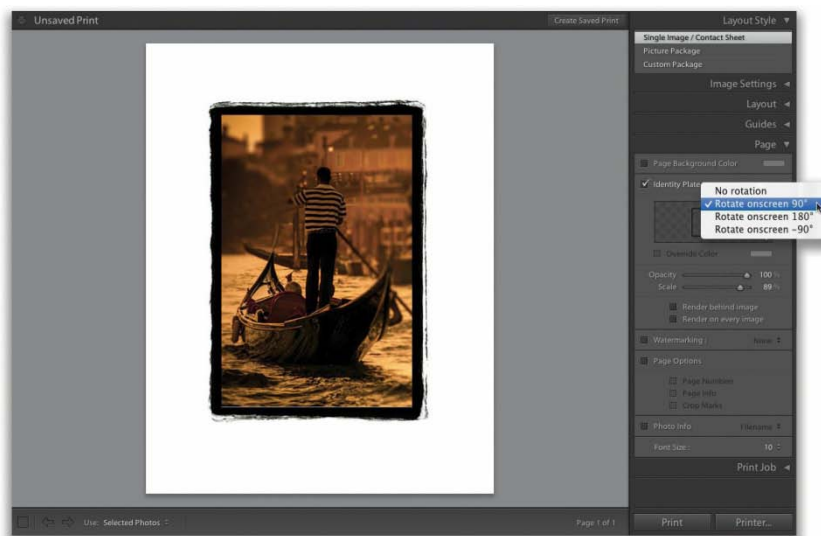 Unsaved Print
Create Saved Print
Layout Style
Single Image / Contact Sheet
Picture Package
Custom Package
Image Settings
Layout
Guides
Page
Page Background Color
Identity Plate
No rotation
✓ Rotate onscreen 90°
Rotate onscreen 180°
Rotate onscreen -90°
Override Color
Opacity 100 %
Scale 89 %
Render behind image
Render on every image
Watermarking : None
Page Options
Page Numbers
Page Info
Crop Marks
Photo Info Filename
Font Size : 10
Print Job
Use: Selected Photos
Page 1 of 1
Print
Printer...